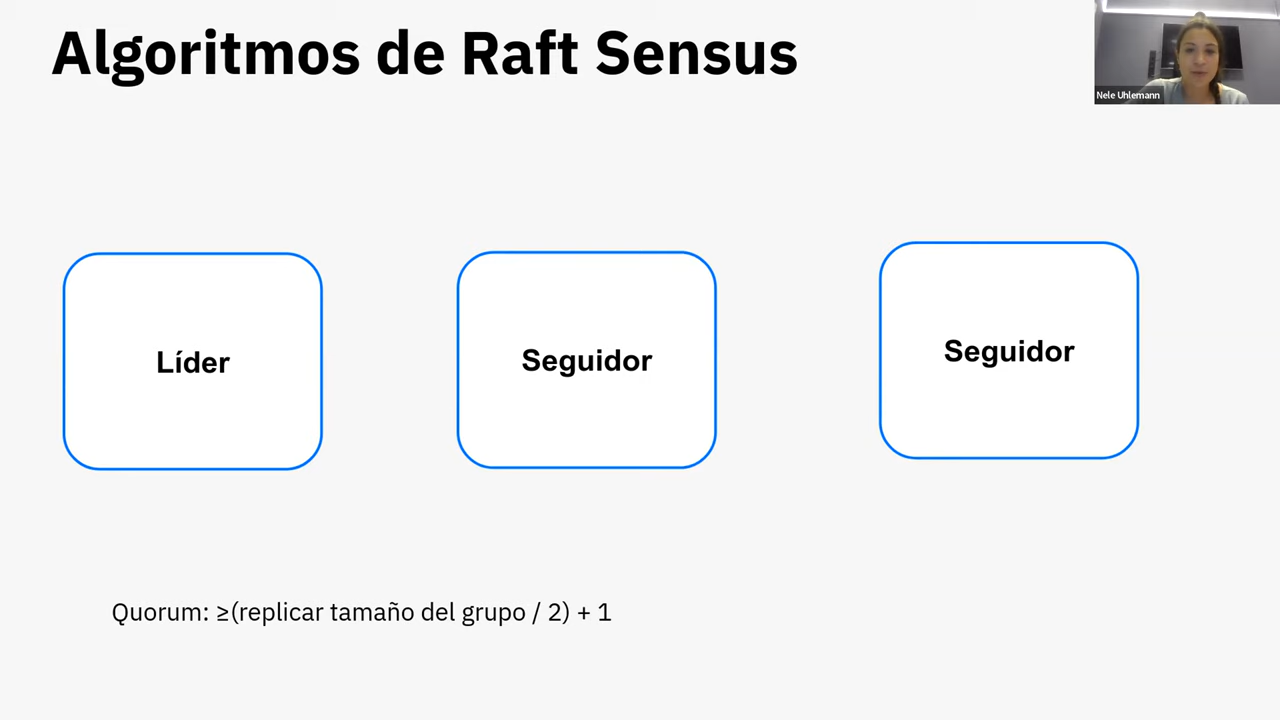 Algoritmos de Raft Sensus
Nele Uhlemann
Líder
Seguidor
Seguidor
Quorum: ≥(replicar tamaño del grupo / 2) + 1